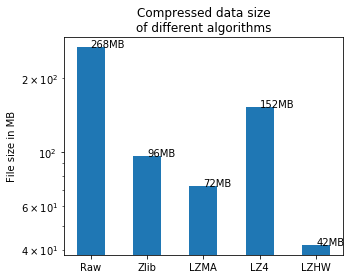 Compressed data size
of different algorithms
File size in MB
2 × 10²
10²
6 × 10¹
4 × 10¹
268MB
96MB
72MB
152MB
42MB
Raw
Zlib
LZMA
LZ4
LZHW